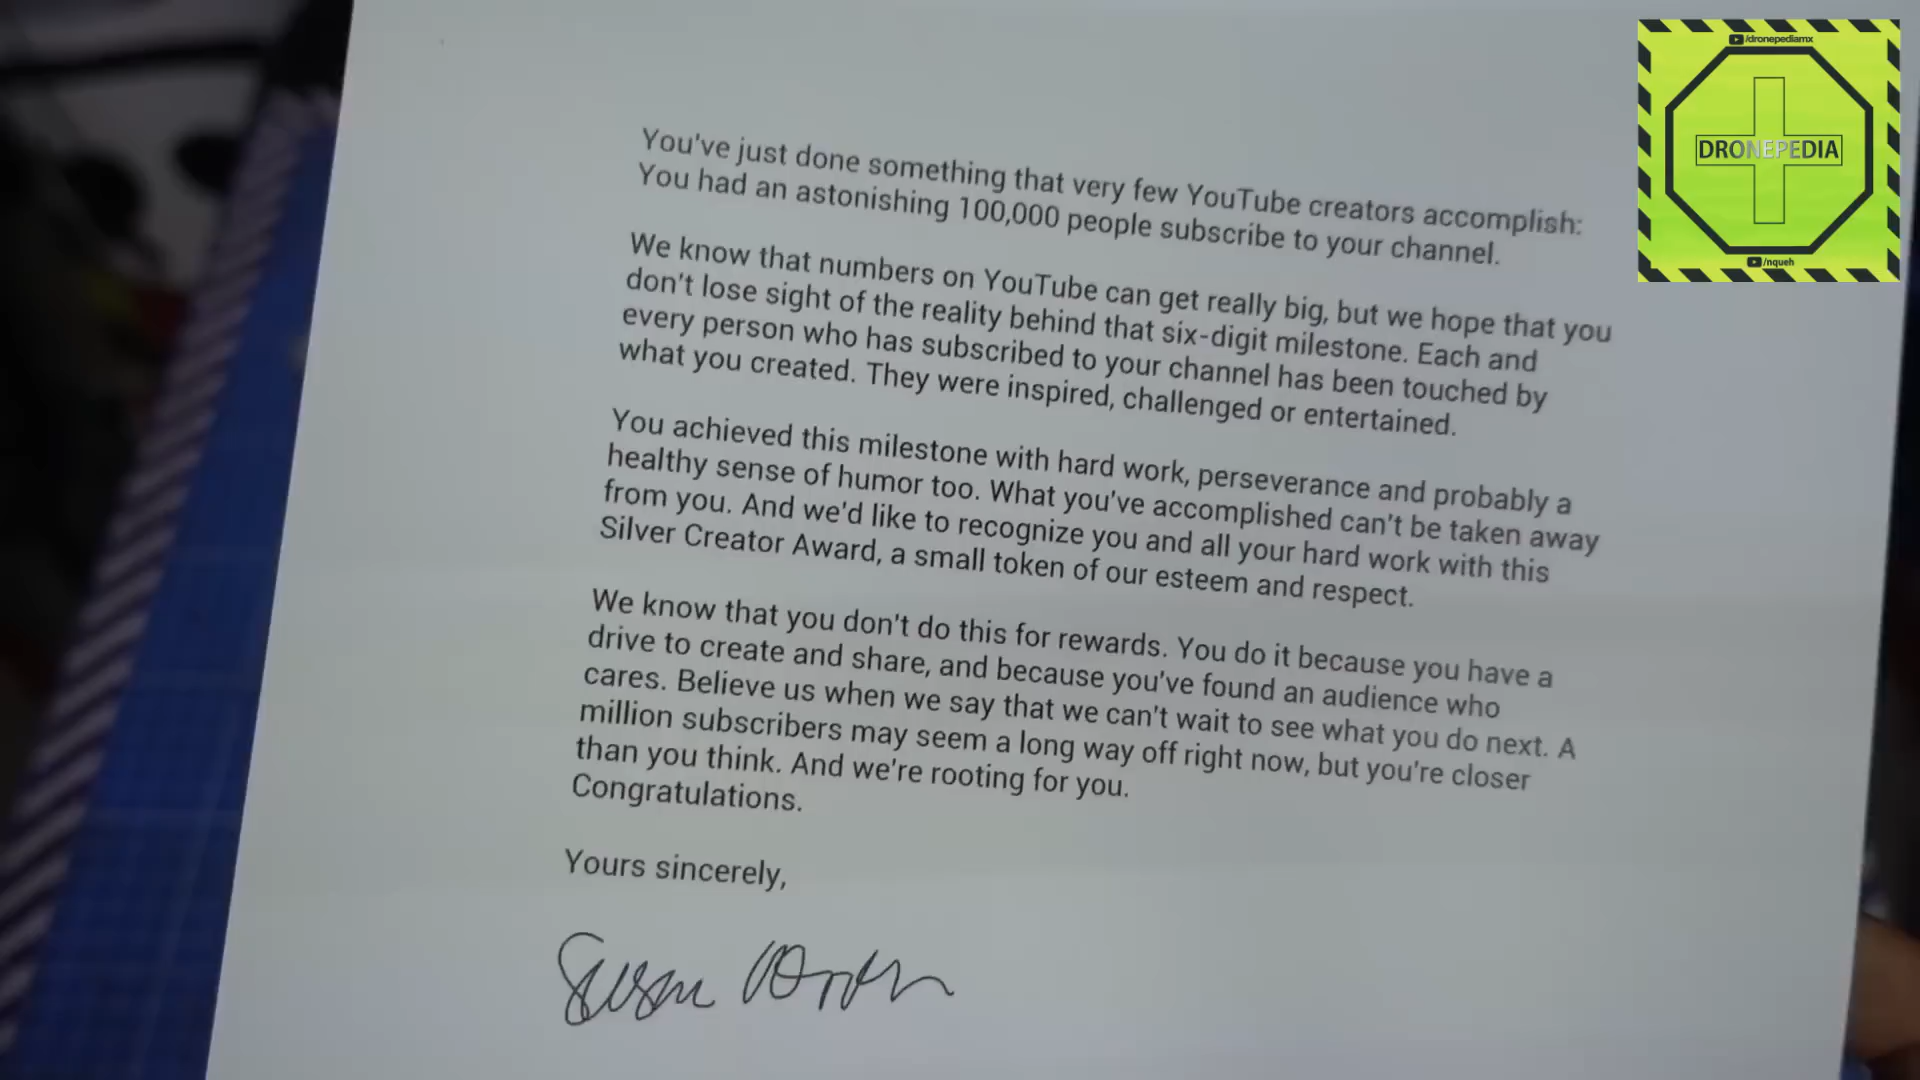 You've just done something that very few YouTube creators accomplish:
You had an astonishing 100,000 people subscribe to your channel.
We know that numbers on YouTube can get really big, but we hope that you
don't lose sight of the reality behind that six-digit milestone. Each and
every person who has subscribed to your channel has been touched by
what you created. They were inspired, challenged or entertained.
You achieved this milestone with hard work, perseverance and probably a
healthy sense of humor too. What you've accomplished can't be taken away
from you. And we'd like to recognize you and all your hard work with this
Silver Creator Award, a small token of our esteem and respect.
We know that you don't do this for rewards. You do it because you have a
drive to create and share, and because you've found an audience who
cares. Believe us when we say that we can't wait to see what you do next. A
million subscribers may seem a long way off right now, but you're closer
than you think. And we're rooting for you.
Congratulations.
Yours sincerely,
Susan
/dronepediamx
DRONEPEDIA
/nqueh